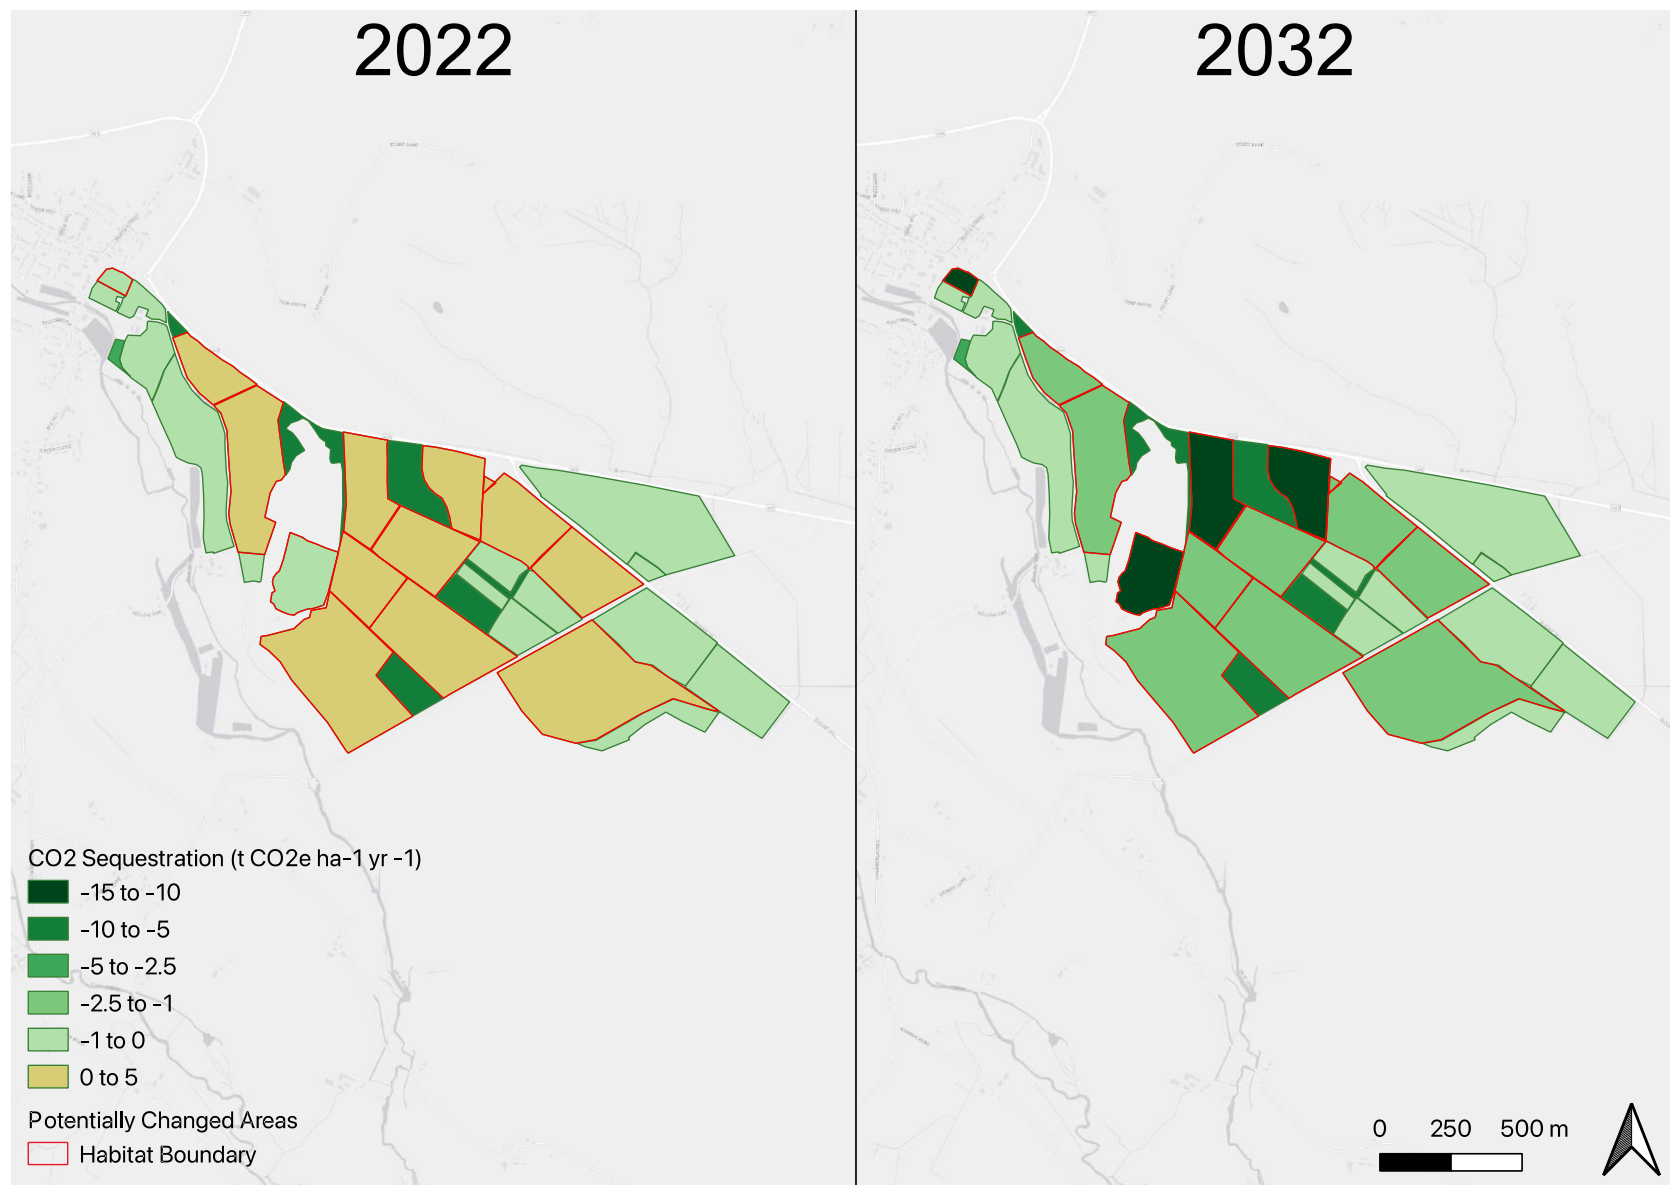 2022
2032
CO2 Sequestration (t CO2e ha-1 yr -1)
-15 to -10
-10 to -5
-5 to -2.5
-2.5 to -1
-1 to 0
0 to 5
Potentially Changed Areas
Habitat Boundary
0 250 500 m